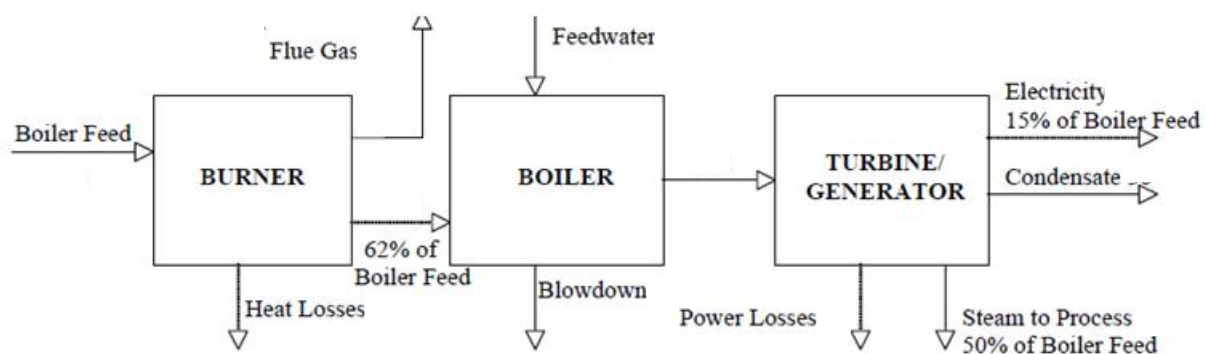 Flue Gas
Feedwater
Boiler Feed
BURNER
BOILER
TURBINE/
GENERATOR
Electricity
15% of Boiler Feed
Condensate
62% of
Boiler Feed
Heat Losses
Blowdown
Power Losses
Steam to Process
50% of Boiler Feed